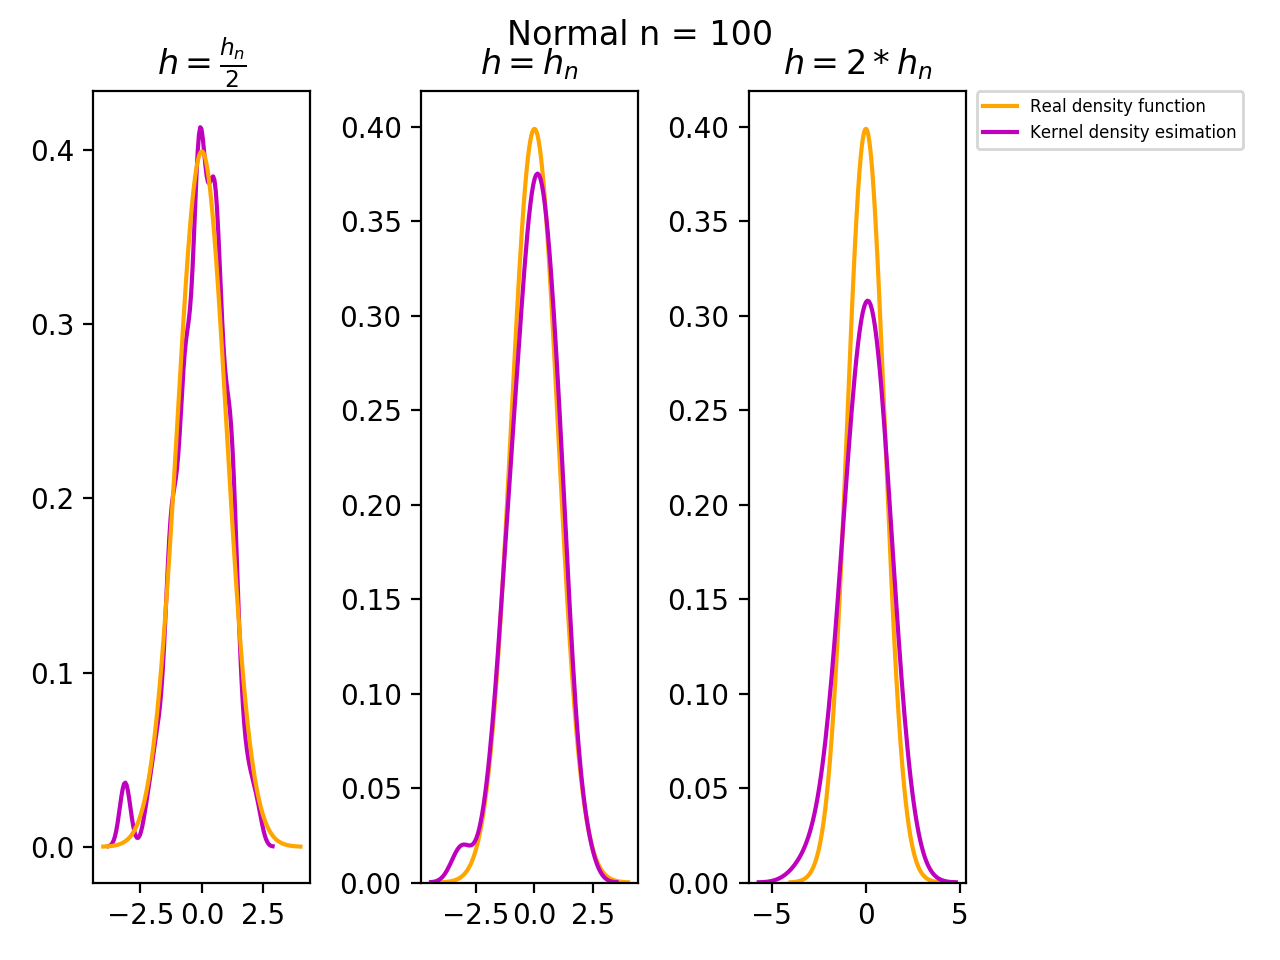 Normal n = 100
h = \frac{h_n}{2}
h = h_n
h = 2 * h_n
Real density function
Kernel density esimation
0.4
0.3
0.2
0.1
0.0
−2.5 0.0 2.5
0.40
0.35
0.30
0.25
0.20
0.15
0.10
0.05
0.00
−2.5 0.0 2.5
0.40
0.35
0.30
0.25
0.20
0.15
0.10
0.05
0.00
−5 0 5